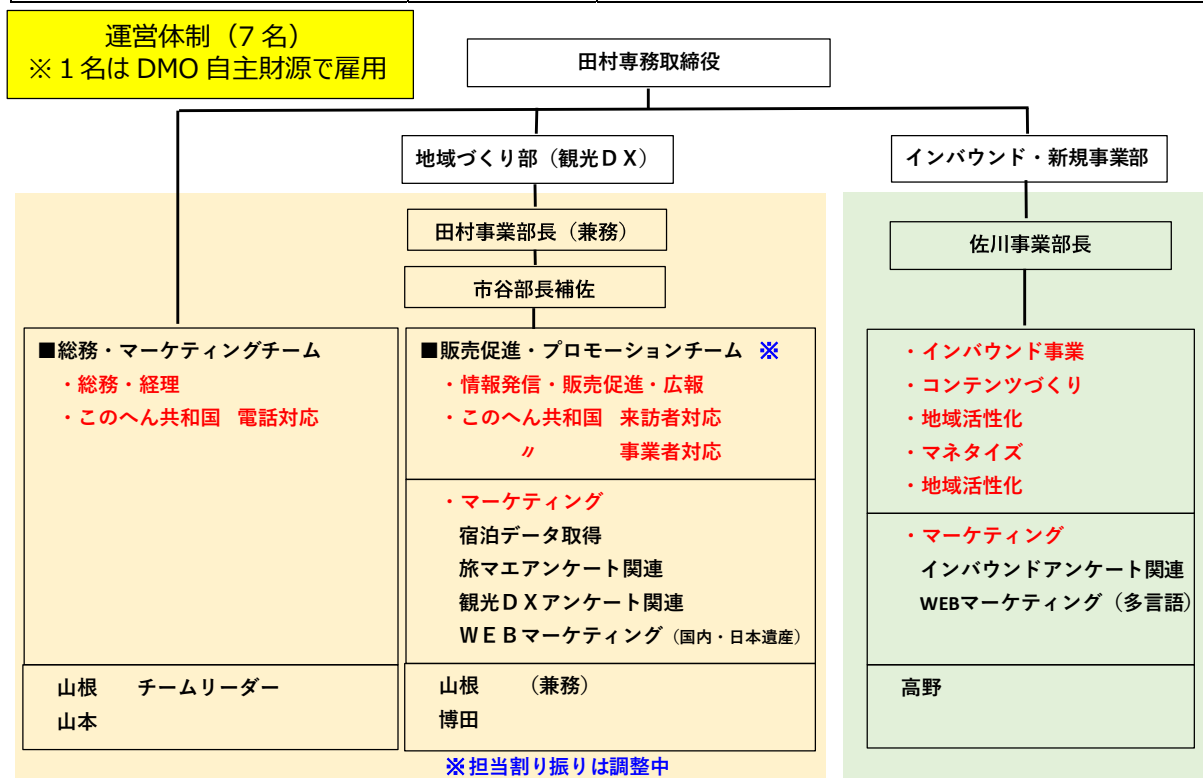 運営体制（7 名）
※１名は DMO 自主財源で雇用
田村専務取締役
地域づくり部（観光ＤＸ）
インバウンド・新規事業部
田村事業部長（兼務）
佐川事業部長
市谷部長補佐
■総務・マーケティングチーム
・総務・経理
・このへん共和国　電話対応
山根　　チームリーダー
山本
■販売促進・プロモーションチーム　※
・情報発信・販売促進・広報
・このへん共和国　来訪者対応
〃　　　　事業者対応
・マーケティング
宿泊データ取得
旅マエアンケート関連
観光ＤＸアンケート関連
ＷＥＢマーケティング（国内・日本遺産）
山根　　（兼務）
博田
・インバウンド事業
・コンテンツづくり
・地域活性化
・マネタイズ
・地域活性化
・マーケティング
インバウンドアンケート関連
WEBマーケティング（多言語）
高野
※担当割り振りは調整中